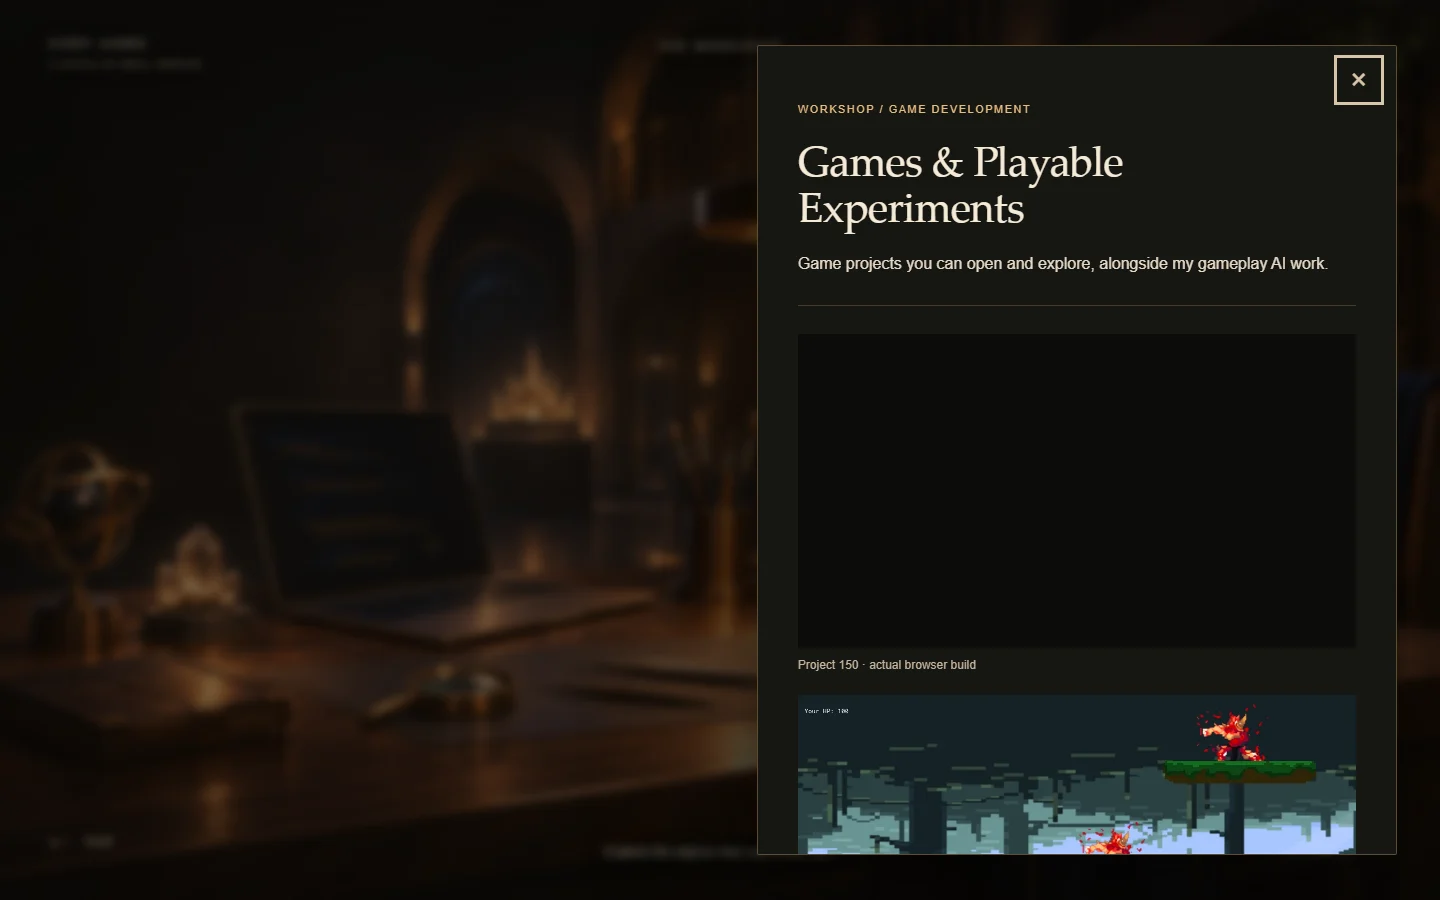 WORKSHOP / GAME DEVELOPMENT
Games & Playable
Experiments
Game projects you can open and explore, alongside my gameplay AI work.
Project 150 · actual browser build
Your HP: 100